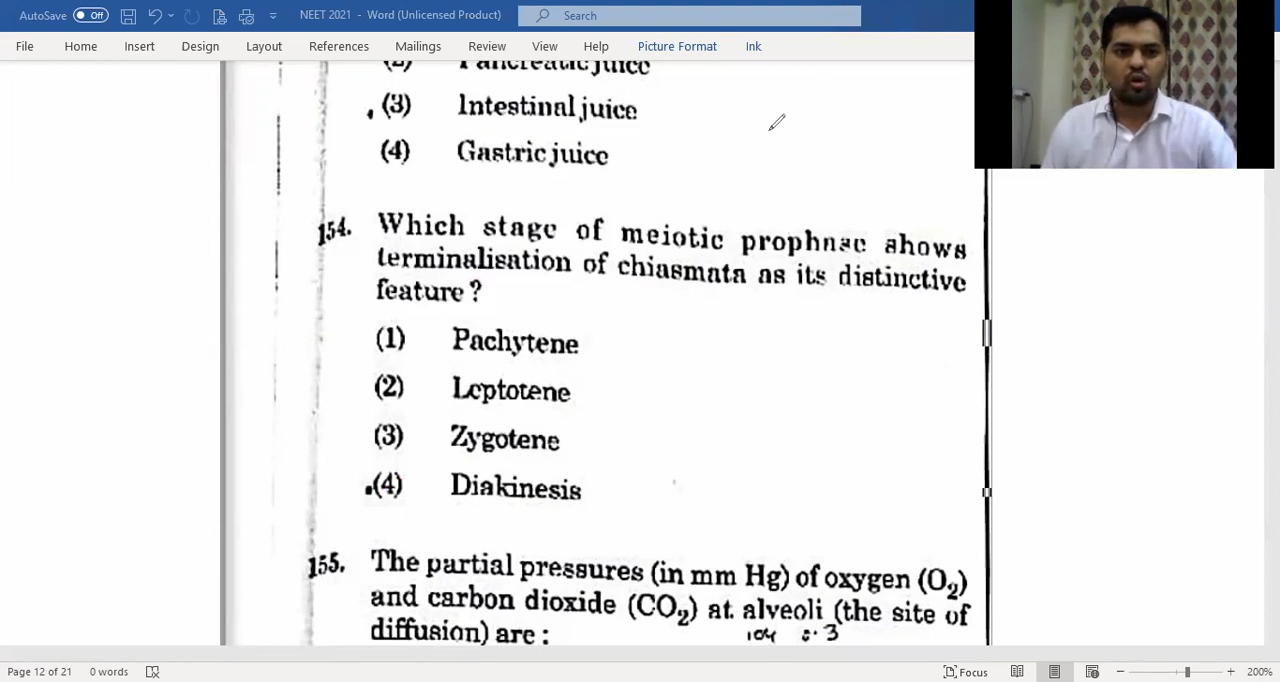 AutoSave Off NEET 2021 - Word (Unlicensed Product) Search
File Home Insert Design Layout References Mailings Review View Help Picture Format Ink
(2) Pancreatic juice
(3) Intestinal juice
(4) Gastric juice
154. Which stage of meiotic prophase shows
terminalisation of chiasmata as its distinctive
feature ?
(1) Pachytene
(2) Leptotene
(3) Zygotene
(4) Diakinesis
155. The partial pressures (in mm Hg) of oxygen (O₂)
and carbon dioxide (CO₂) at alveoli (the site of
diffusion) are :
104
Page 12 of 21 0 words Focus 200%